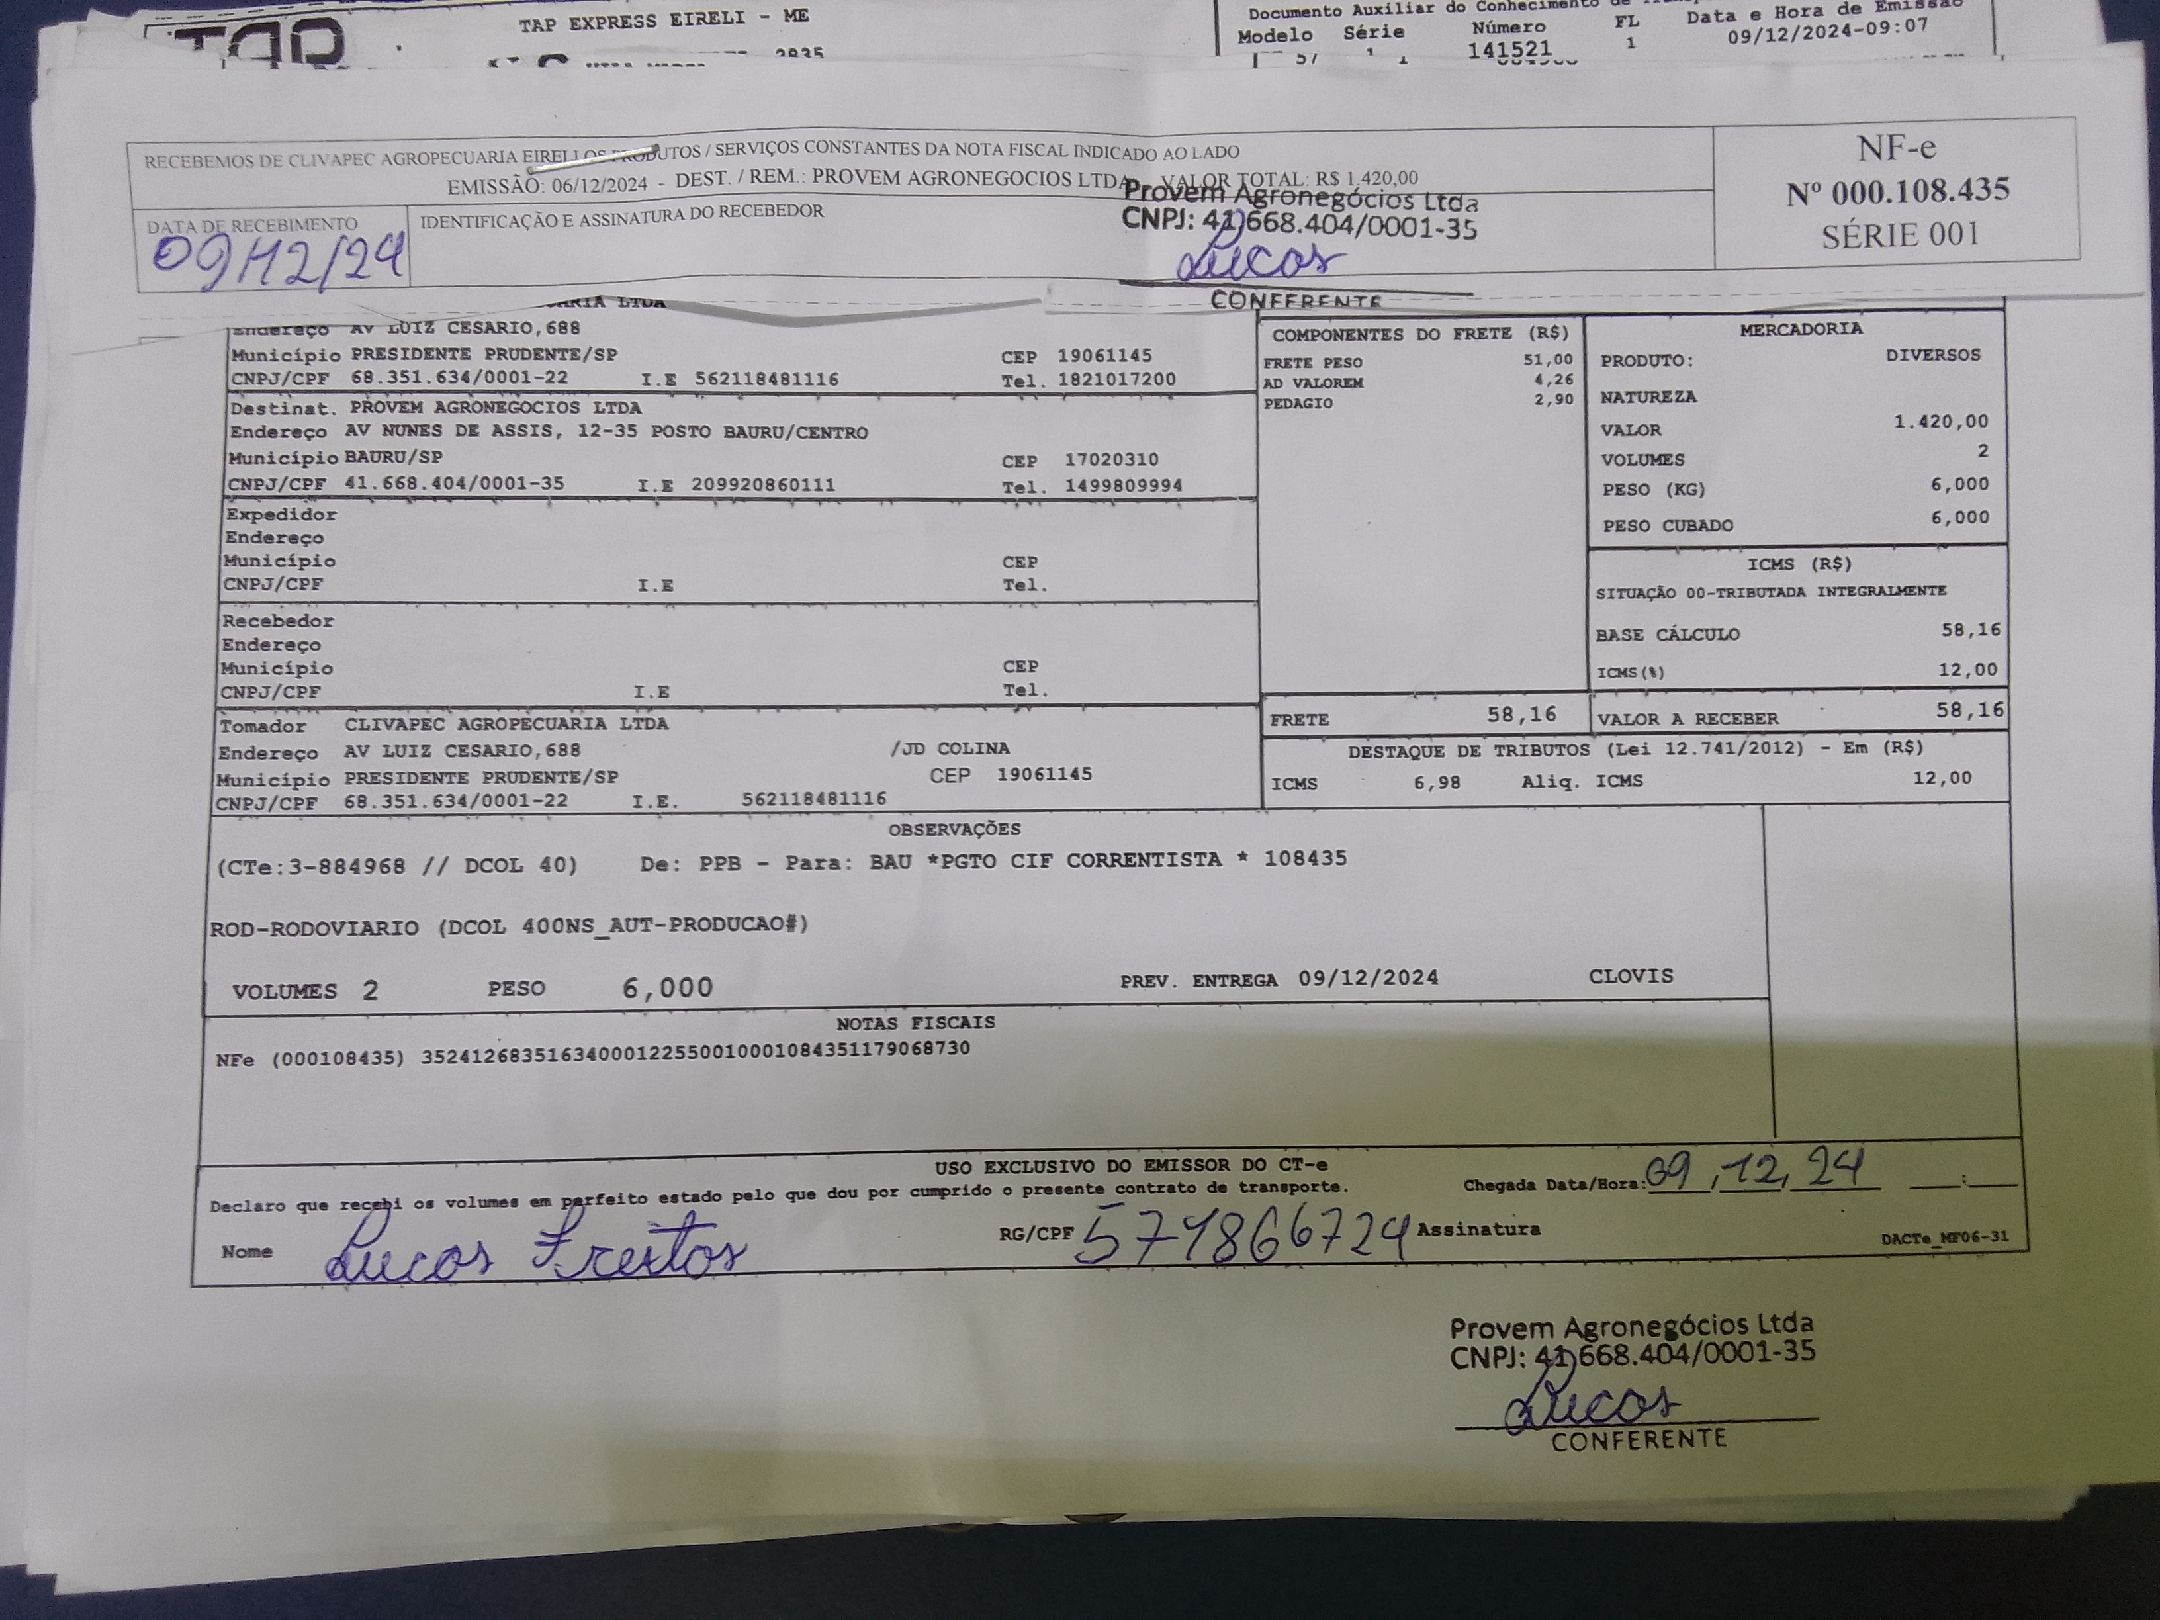 TAP EXPRESS EIRELI - ME
TAP
Modelo Série Número FL Data e Hora de Emissão
141521 1 09/12/2024-09:07
RECEBEMOS DE CLIVAPEC AGROPECUARIA EIRELI OS PRODUTOS / SERVIÇOS CONSTANTES DA NOTA FISCAL INDICADO AO LADO
EMISSÃO: 06/12/2024 - DEST. / REM.: PROVEM AGRONEGOCIOS LTDA VALOR TOTAL: R$ 1.420,00
NF-e
Nº 000.108.435
SÉRIE 001
DATA DE RECEBIMENTO
09/12/24
IDENTIFICAÇÃO E ASSINATURA DO RECEBEDOR
Provem Agronegócios Ltda
CNPJ: 41.668.404/0001-35
Lucas
CONFERENTE
Endereço AV LUIZ CESARIO,688
Município PRESIDENTE PRUDENTE/SP CEP 19061145
CNPJ/CPF 68.351.634/0001-22 I.E 562118481116 Tel. 1821017200
Destinat. PROVEM AGRONEGOCIOS LTDA
Endereço AV NUNES DE ASSIS, 12-35 POSTO BAURU/CENTRO
Município BAURU/SP CEP 17020310
CNPJ/CPF 41.668.404/0001-35 I.E 209920860111 Tel. 1499809994
Expedidor
Endereço
Município CEP
CNPJ/CPF I.E Tel.
Recebedor
Endereço
Município CEP
CNPJ/CPF I.E Tel.
Tomador CLIVAPEC AGROPECUARIA LTDA
Endereço AV LUIZ CESARIO,688 /JD COLINA
Município PRESIDENTE PRUDENTE/SP CEP 19061145
CNPJ/CPF 68.351.634/0001-22 I.E. 562118481116
COMPONENTES DO FRETE (R$)
FRETE PESO 51,00
AD VALOREM 4,26
PEDAGIO 2,90
MERCADORIA
PRODUTO: DIVERSOS
NATUREZA
VALOR 1.420,00
VOLUMES 2
PESO (KG) 6,000
PESO CUBADO 6,000
ICMS (R$)
SITUAÇÃO 00-TRIBUTADA INTEGRALMENTE
BASE CÁLCULO 58,16
ICMS(%) 12,00
FRETE 58,16 VALOR A RECEBER 58,16
DESTAQUE DE TRIBUTOS (Lei 12.741/2012) - Em (R$)
ICMS 6,98 Aliq. ICMS 12,00
OBSERVAÇÕES
(CTe:3-884968 // DCOL 40) De: PPB - Para: BAU *PGTO CIF CORRENTISTA * 108435
ROD-RODOVIARIO (DCOL 400NS_AUT-PRODUCAO#)
VOLUMES 2 PESO 6,000 PREV. ENTREGA 09/12/2024 CLOVIS
NOTAS FISCAIS
NFe (000108435) 35241268351634000122550010001084351179068730
USO EXCLUSIVO DO EMISSOR DO CT-e
Declaro que recebi os volumes em perfeito estado pelo que dou por cumprido o presente contrato de transporte. Chegada Data/Hora: 09, 12, 24 :
Nome Lucas Freitas RG/CPF 571866724 Assinatura DACTe_MF06-31
Provem Agronegócios Ltda
CNPJ: 41.668.404/0001-35
Lucas
CONFERENTE